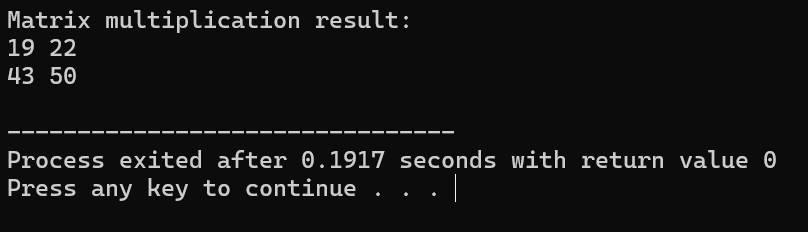 Matrix multiplication result:
19 22
43 50
--------------------------------
Process exited after 0.1917 seconds with return value 0
Press any key to continue . . .